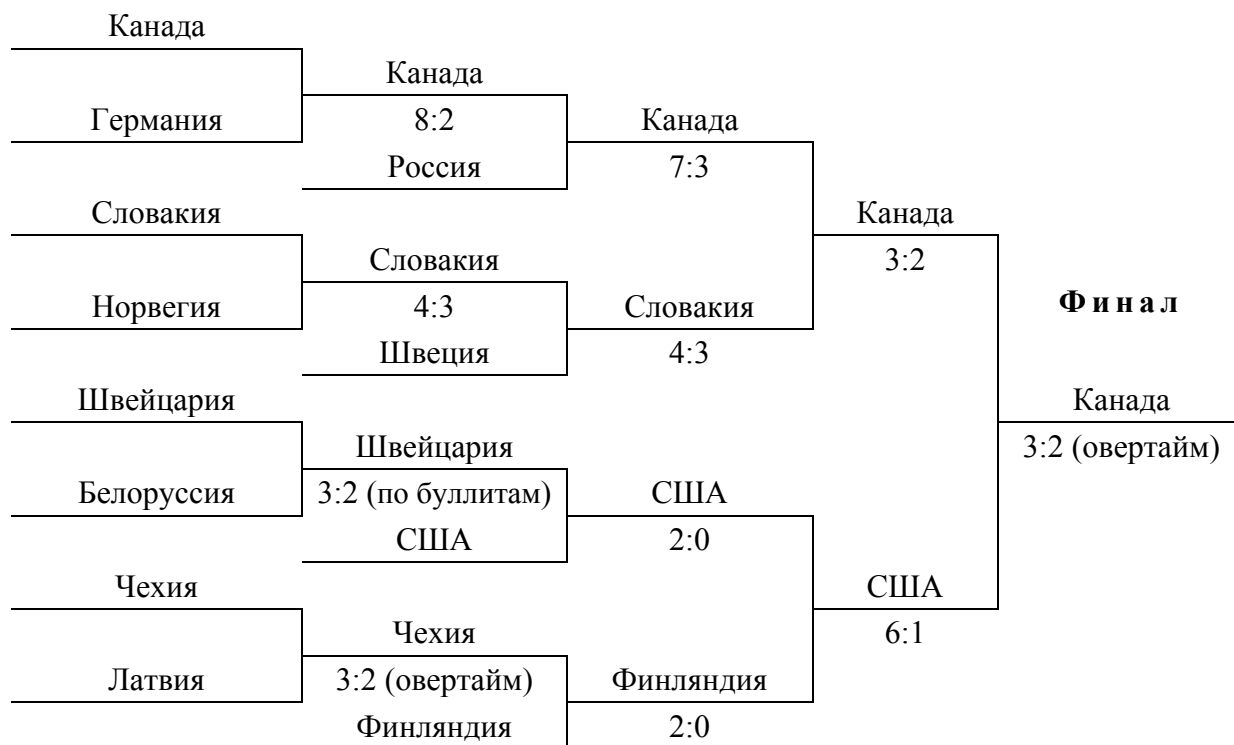 Канада
Канада
Германия
8:2
Канада
Россия
7:3
Словакия
Канада
Словакия
3:2
Норвегия
4:3
Словакия
Финал
Швеция
4:3
Швейцария
Канада
Швейцария
3:2 (овертайм)
Белоруссия
3:2 (по буллитам)
США
США
2:0
Чехия
США
Чехия
6:1
Латвия
3:2 (овертайм)
Финляндия
Финляндия
2:0